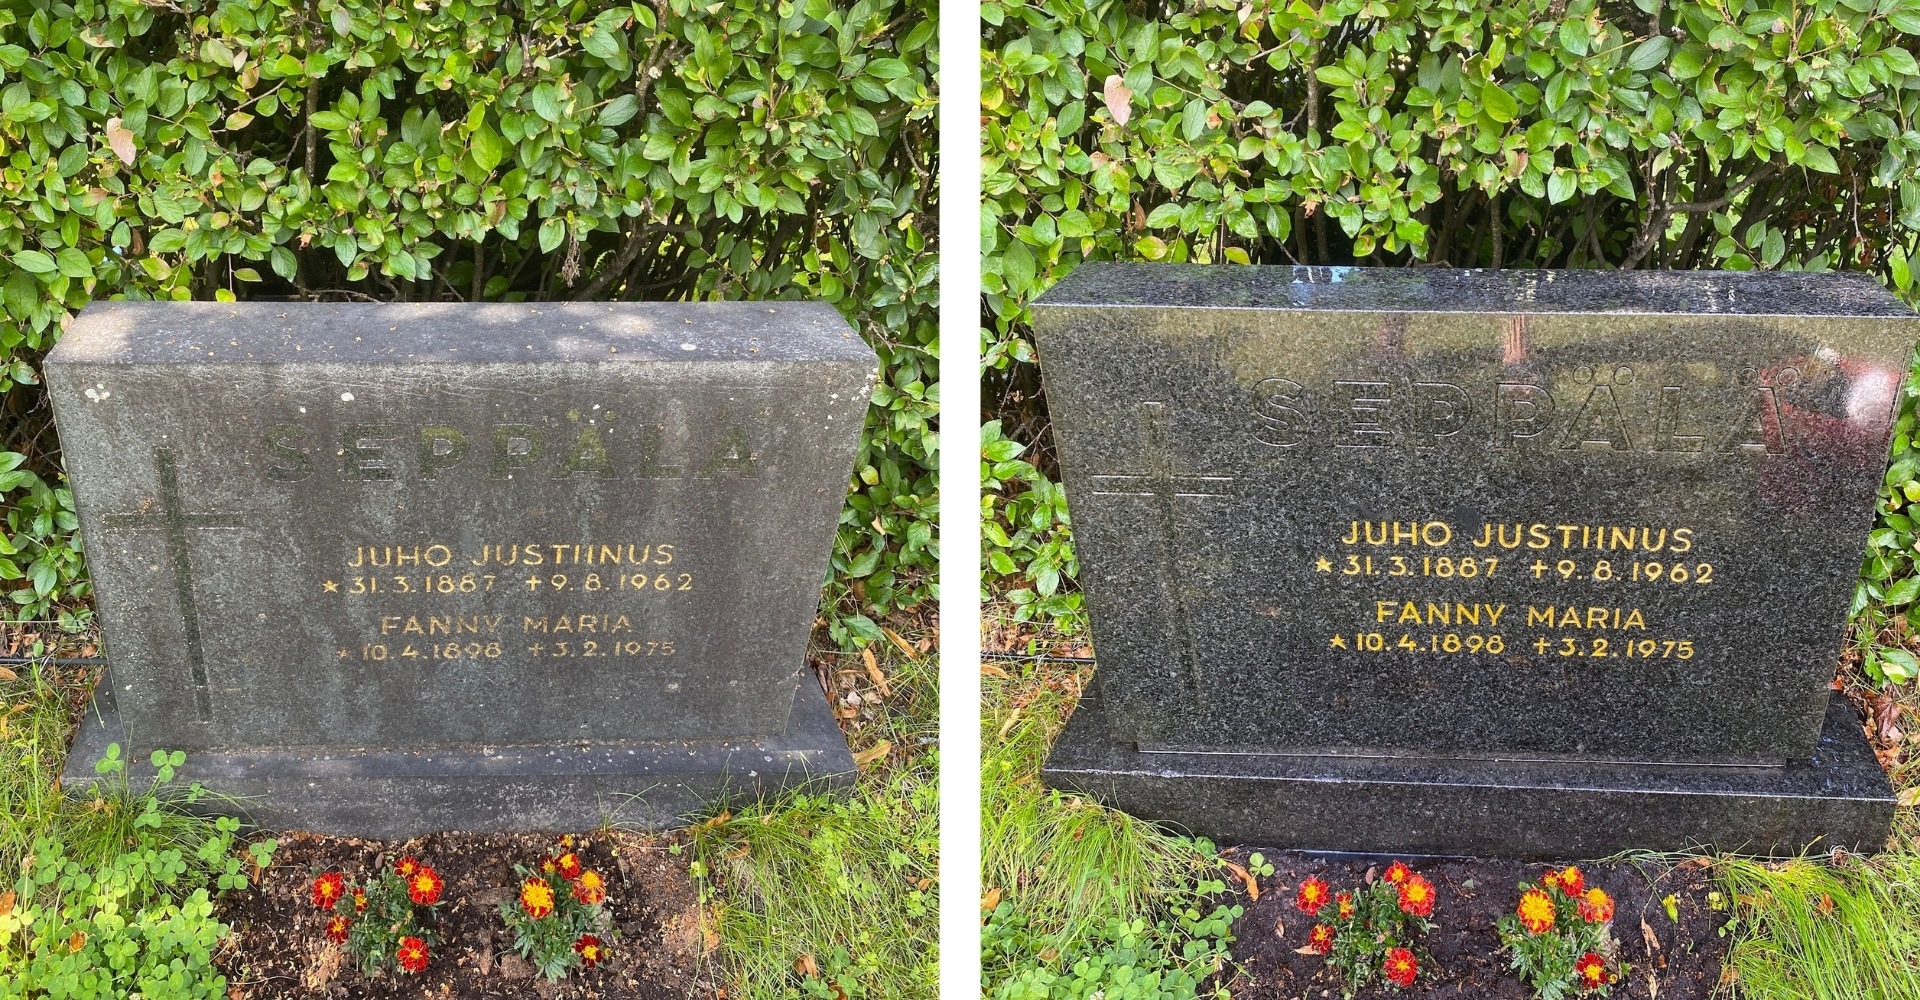 SEPPÄLÄ
JUHO JUSTIINUS
★ 31.3.1887 ✝ 9.8.1962
FANNY MARIA
★ 10.4.1898 ✝ 3.2.1975
SEPPÄLÄ
JUHO JUSTIINUS
★ 31.3.1887 ✝ 9.8.1962
FANNY MARIA
★ 10.4.1898 ✝ 3.2.1975